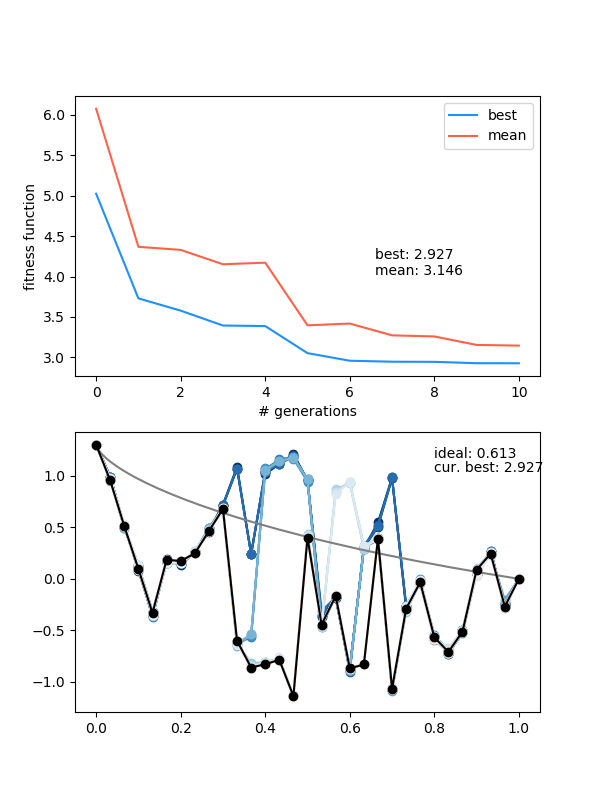 6.0
5.5
5.0
4.5
4.0
3.5
3.0
fitness function
best
mean
best: 2.927
mean: 3.146
0 2 4 6 8 10
# generations
ideal: 0.613
cur. best: 2.927
1.0
0.5
0.0
−0.5
−1.0
0.0 0.2 0.4 0.6 0.8 1.0